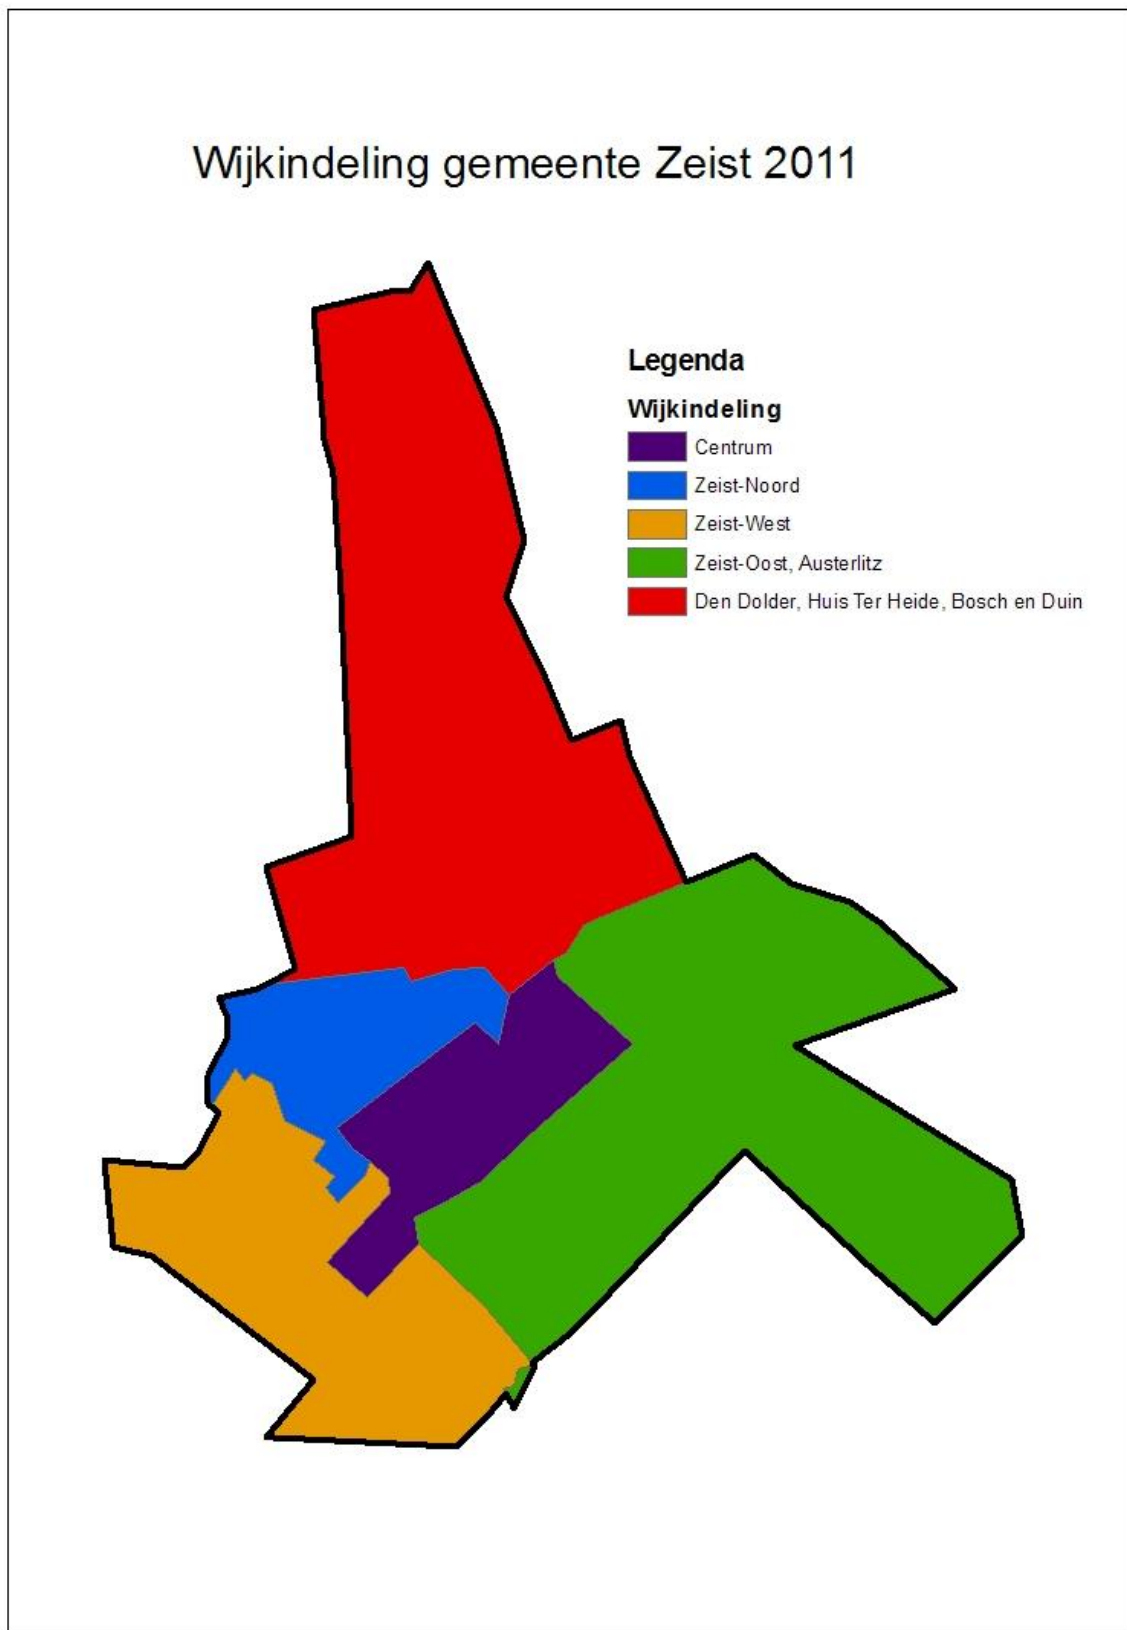 Wijkindeling gemeente Zeist 2011
Legenda
Wijkindeling
Centrum
Zeist-Noord
Zeist-West
Zeist-Oost, Austerlitz
Den Dolder, Huis Ter Heide, Bosch en Duin